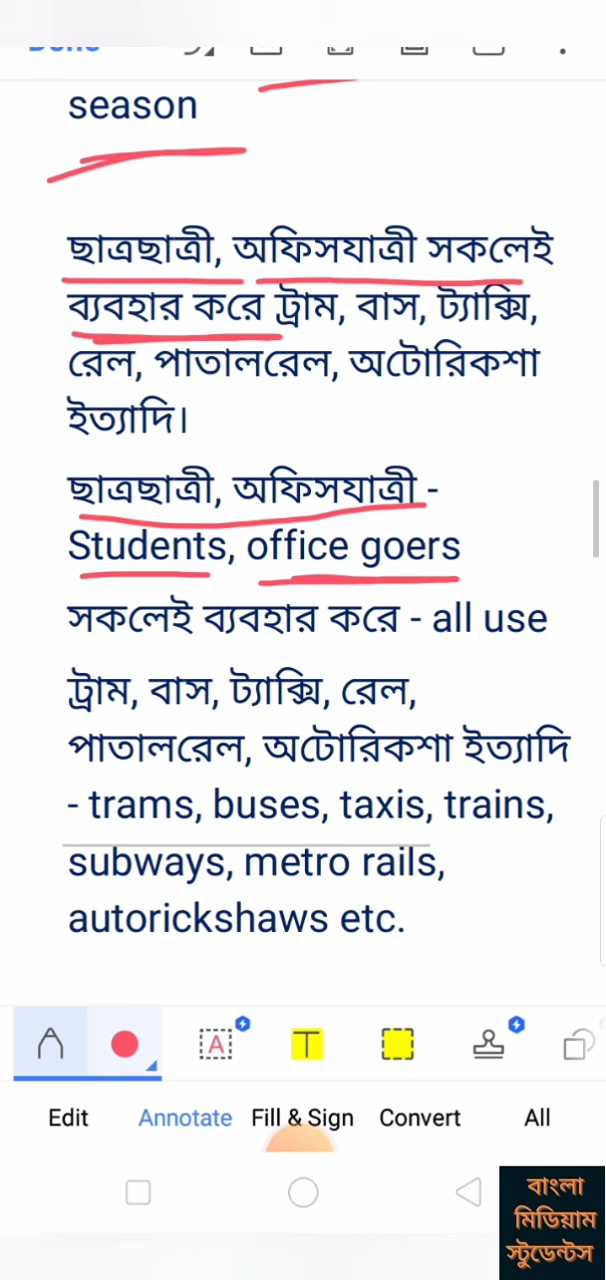 Done
season
ছাত্রছাত্রী, অফিসযাত্রী সকলেই
ব্যবহার করে ট্রাম, বাস, ট্যাক্সি,
রেল, পাতালরেল, অটোরিকশা
ইত্যাদি।
ছাত্রছাত্রী, অফিসযাত্রী -
Students, office goers
সকলেই ব্যবহার করে - all use
ট্রাম, বাস, ট্যাক্সি, রেল,
পাতালরেল, অটোরিকশা ইত্যাদি
- trams, buses, taxis, trains,
subways, metro rails,
autorickshaws etc.
A T
Edit Annotate Fill & Sign Convert All
বাংলা
মিডিয়াম
স্টুডেন্টস